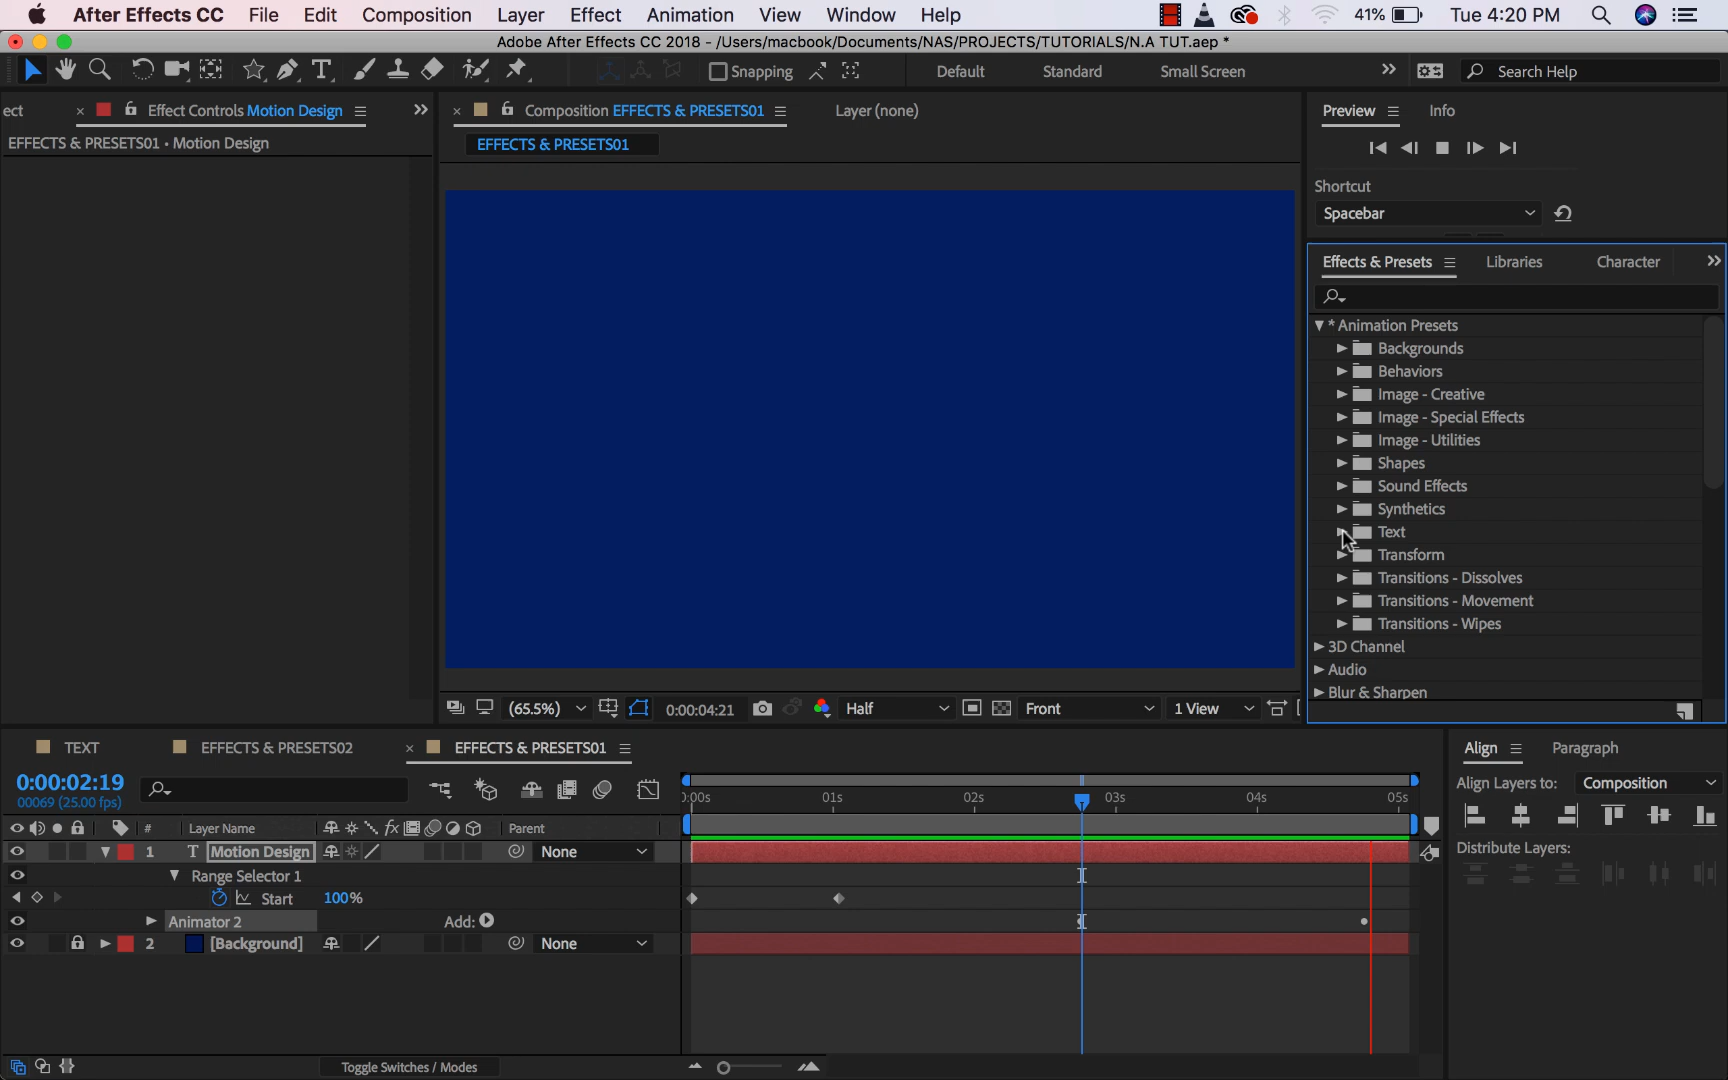 After Effects CC File Edit Composition Layer Effect Animation View Window Help 41% Tue 4:20 PM
Adobe After Effects CC 2018 - /Users/macbook/Documents/NAS/PROJECTS/TUTORIALS/N.A TUT.aep *
T Snapping Default Standard Small Screen Search Help
ect Effect Controls Motion Design Composition EFFECTS & PRESETS01 Layer (none) Preview Info
EFFECTS & PRESETS01 • Motion Design EFFECTS & PRESETS01
Shortcut
Spacebar
Effects & Presets Libraries Character
* Animation Presets
Backgrounds
Behaviors
Image - Creative
Image - Special Effects
Image - Utilities
Shapes
Sound Effects
Synthetics
Text
Transform
Transitions - Dissolves
Transitions - Movement
Transitions - Wipes
3D Channel
Audio
Blur & Sharpen
(65.5%) 0:00:04:21 Half Front 1 View
TEXT EFFECTS & PRESETS02 EFFECTS & PRESETS01 Align Paragraph
0:00:02:19
00069 (25.00 fps)
Align Layers to: Composition
0:00s 01s 02s 03s 04s 05s
# Layer Name fx Parent
1 T Motion Design None
Distribute Layers:
Range Selector 1
Start 100%
Animator 2 Add:
2 [Background] None
Toggle Switches / Modes